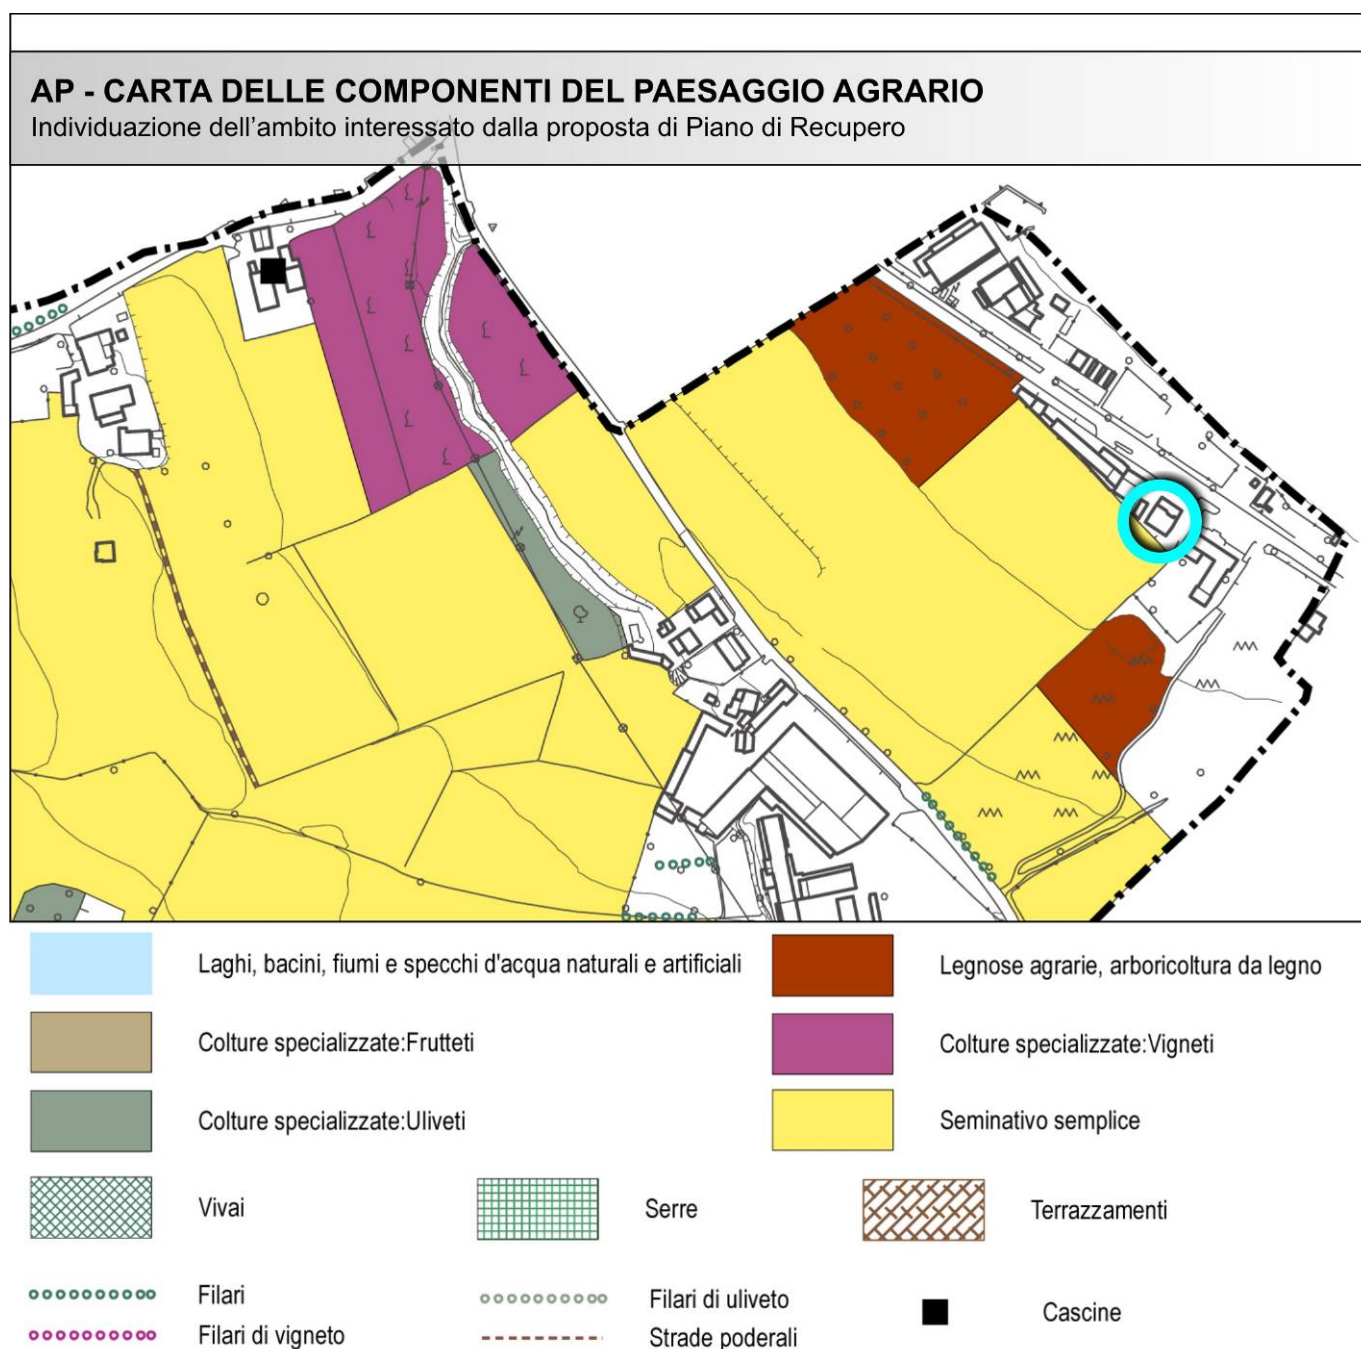 AP - CARTA DELLE COMPONENTI DEL PAESAGGIO AGRARIO
Individuazione dell'ambito interessato dalla proposta di Piano di Recupero
Laghi, bacini, fiumi e specchi d'acqua naturali e artificiali
Legnose agrarie, arboricoltura da legno
Colture specializzate:Frutteti
Colture specializzate:Vigneti
Colture specializzate:Uliveti
Seminativo semplice
Vivai
Serre
Terrazzamenti
Filari
Filari di uliveto
Cascine
Filari di vigneto
Strade poderali